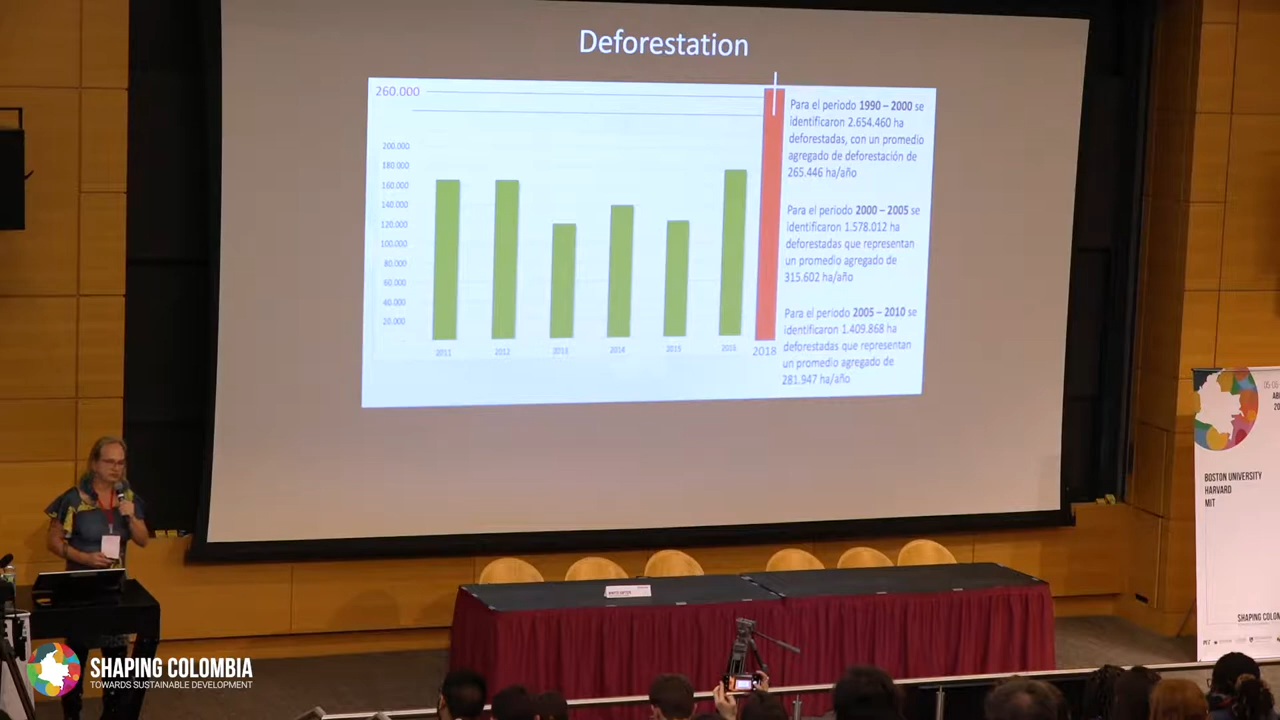 Deforestation
260.000
200.000
180.000
160.000
140.000
120.000
100.000
80.000
60.000
40.000
20.000
2011
2012
2013
2014
2015
2016
2018
Para el periodo 1990 – 2000 se
identificaron 2.654.460 ha
deforestadas, con un promedio
agregado de deforestación de
265.446 ha/año
Para el periodo 2000 – 2005 se
identificaron 1.578.012 ha
deforestadas que representan
un promedio agregado de
315.602 ha/año
Para el periodo 2005 – 2010 se
identificaron 1.409.868 ha
deforestadas que representan
un promedio agregado de
281.947 ha/año
BOSTON UNIVERSITY
HARVARD
MIT
SHAPING COLOM
SHAPING COLOMBIA
TOWARDS SUSTAINABLE DEVELOPMENT